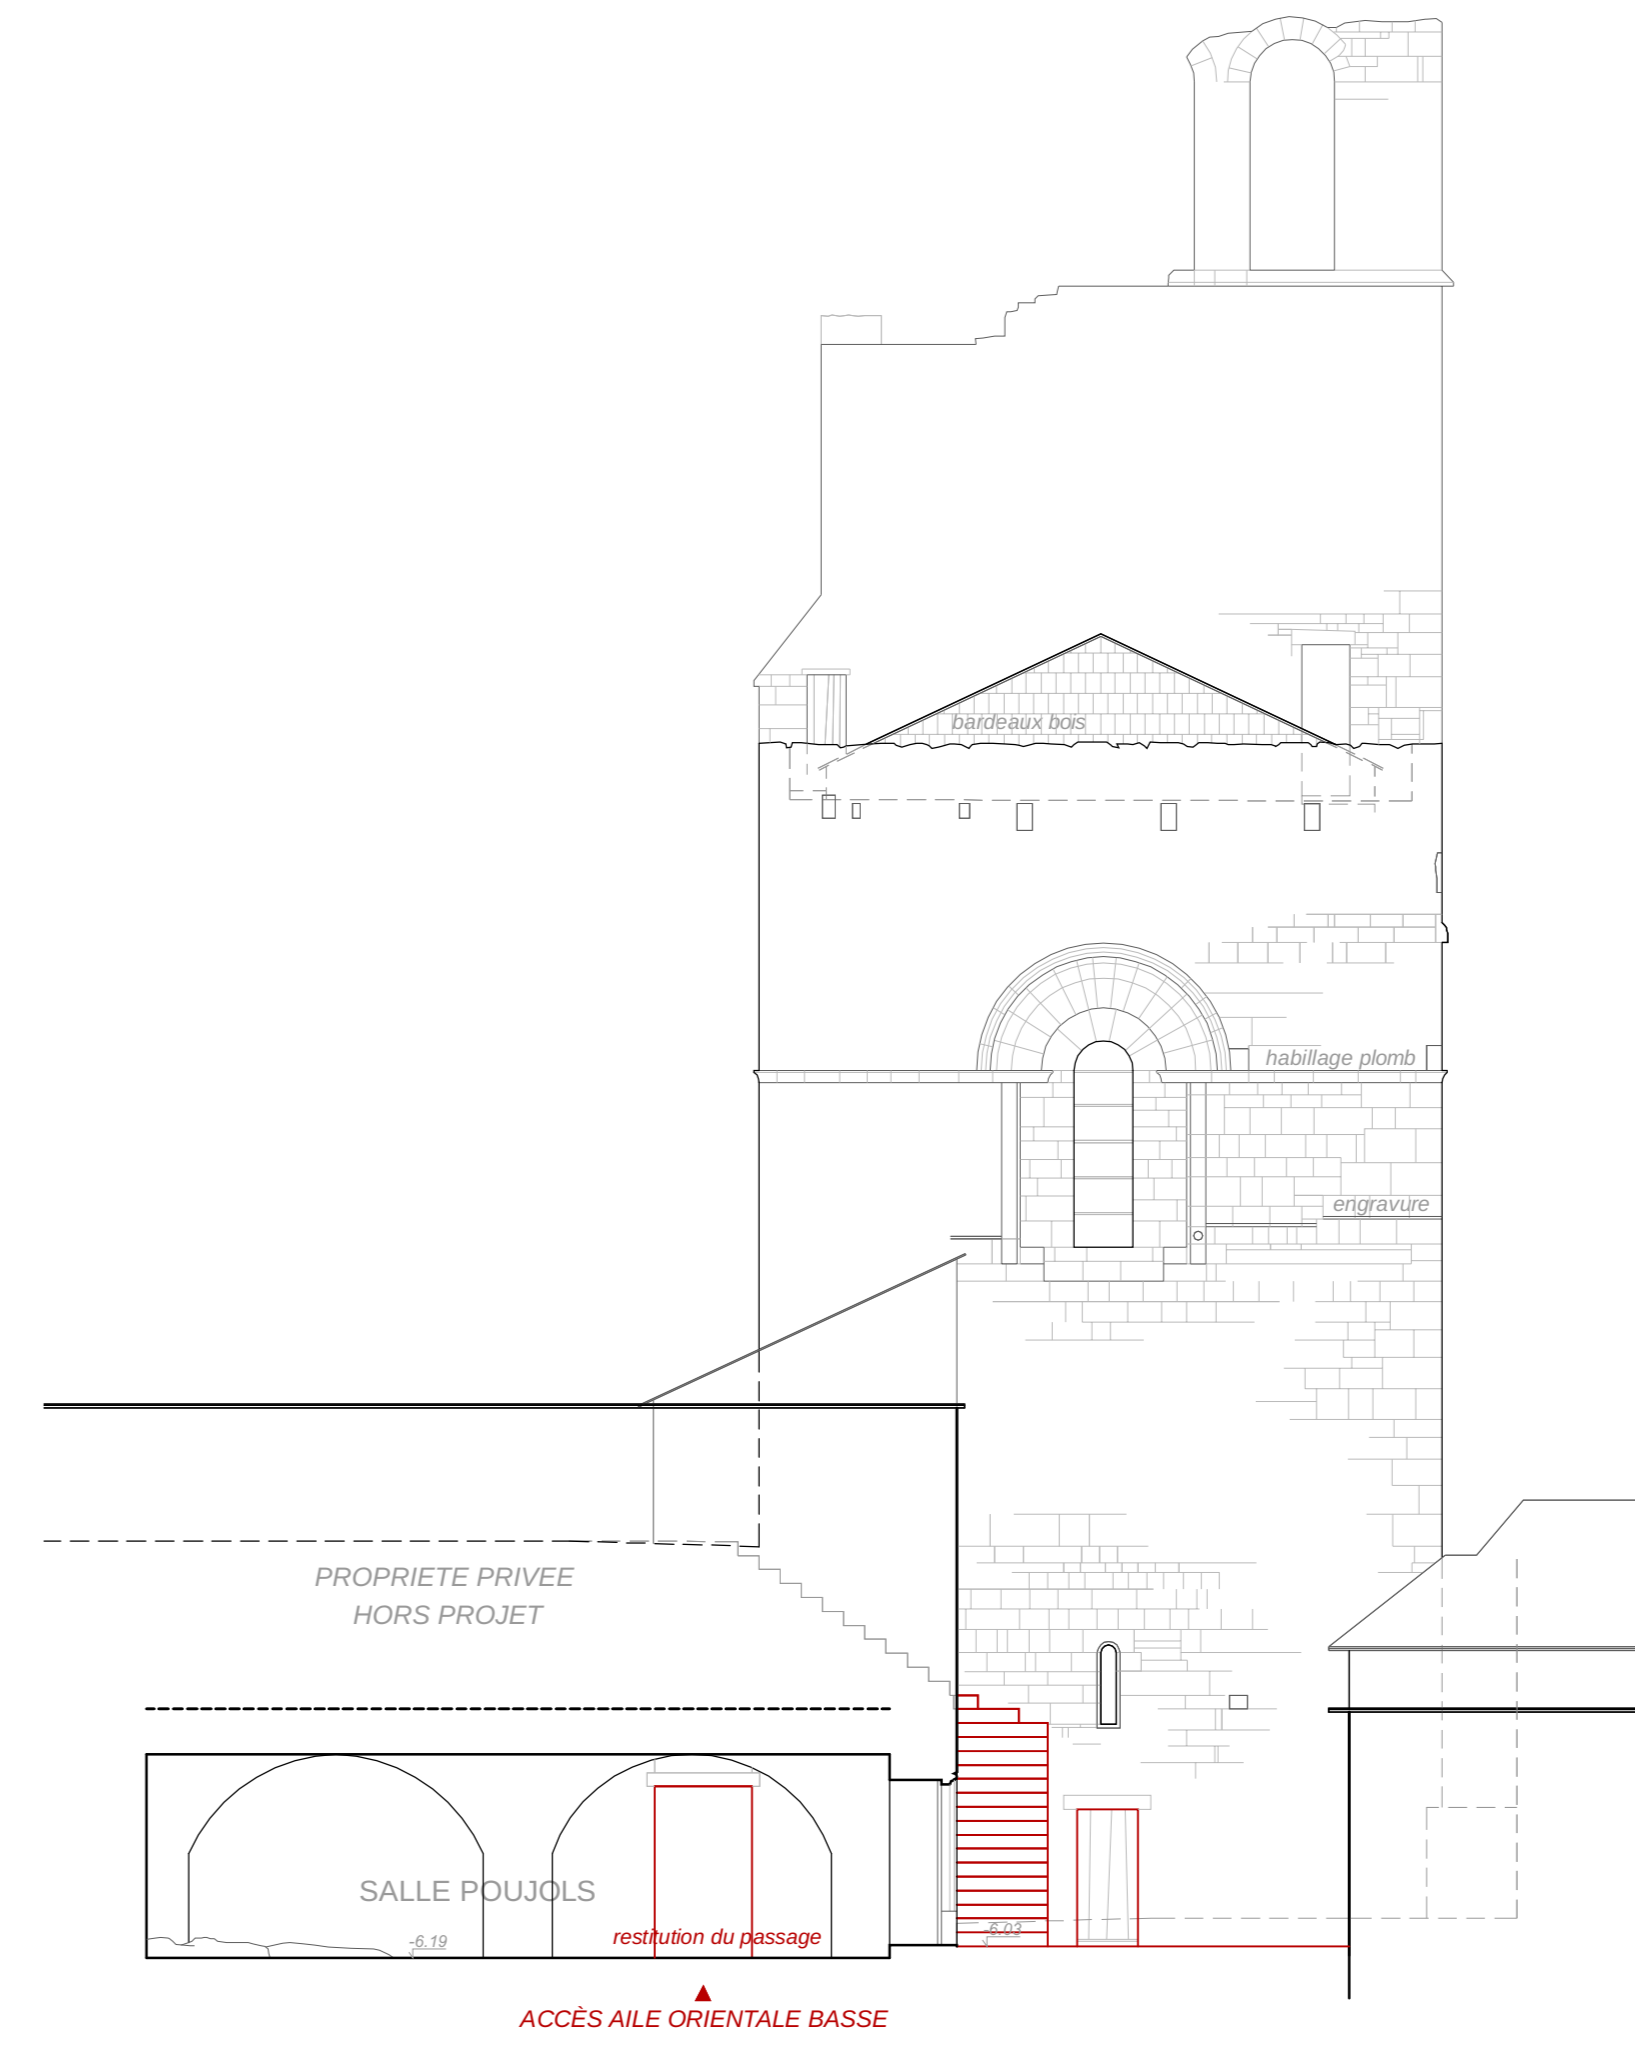 bardeaux bois
habillage plomb
engravure
PROPRIETE PRIVEE
HORS PROJET
SALLE POUJOLS
restitution du passage
-6.03
-6.19
ACCÈS AILE ORIENTALE BASSE